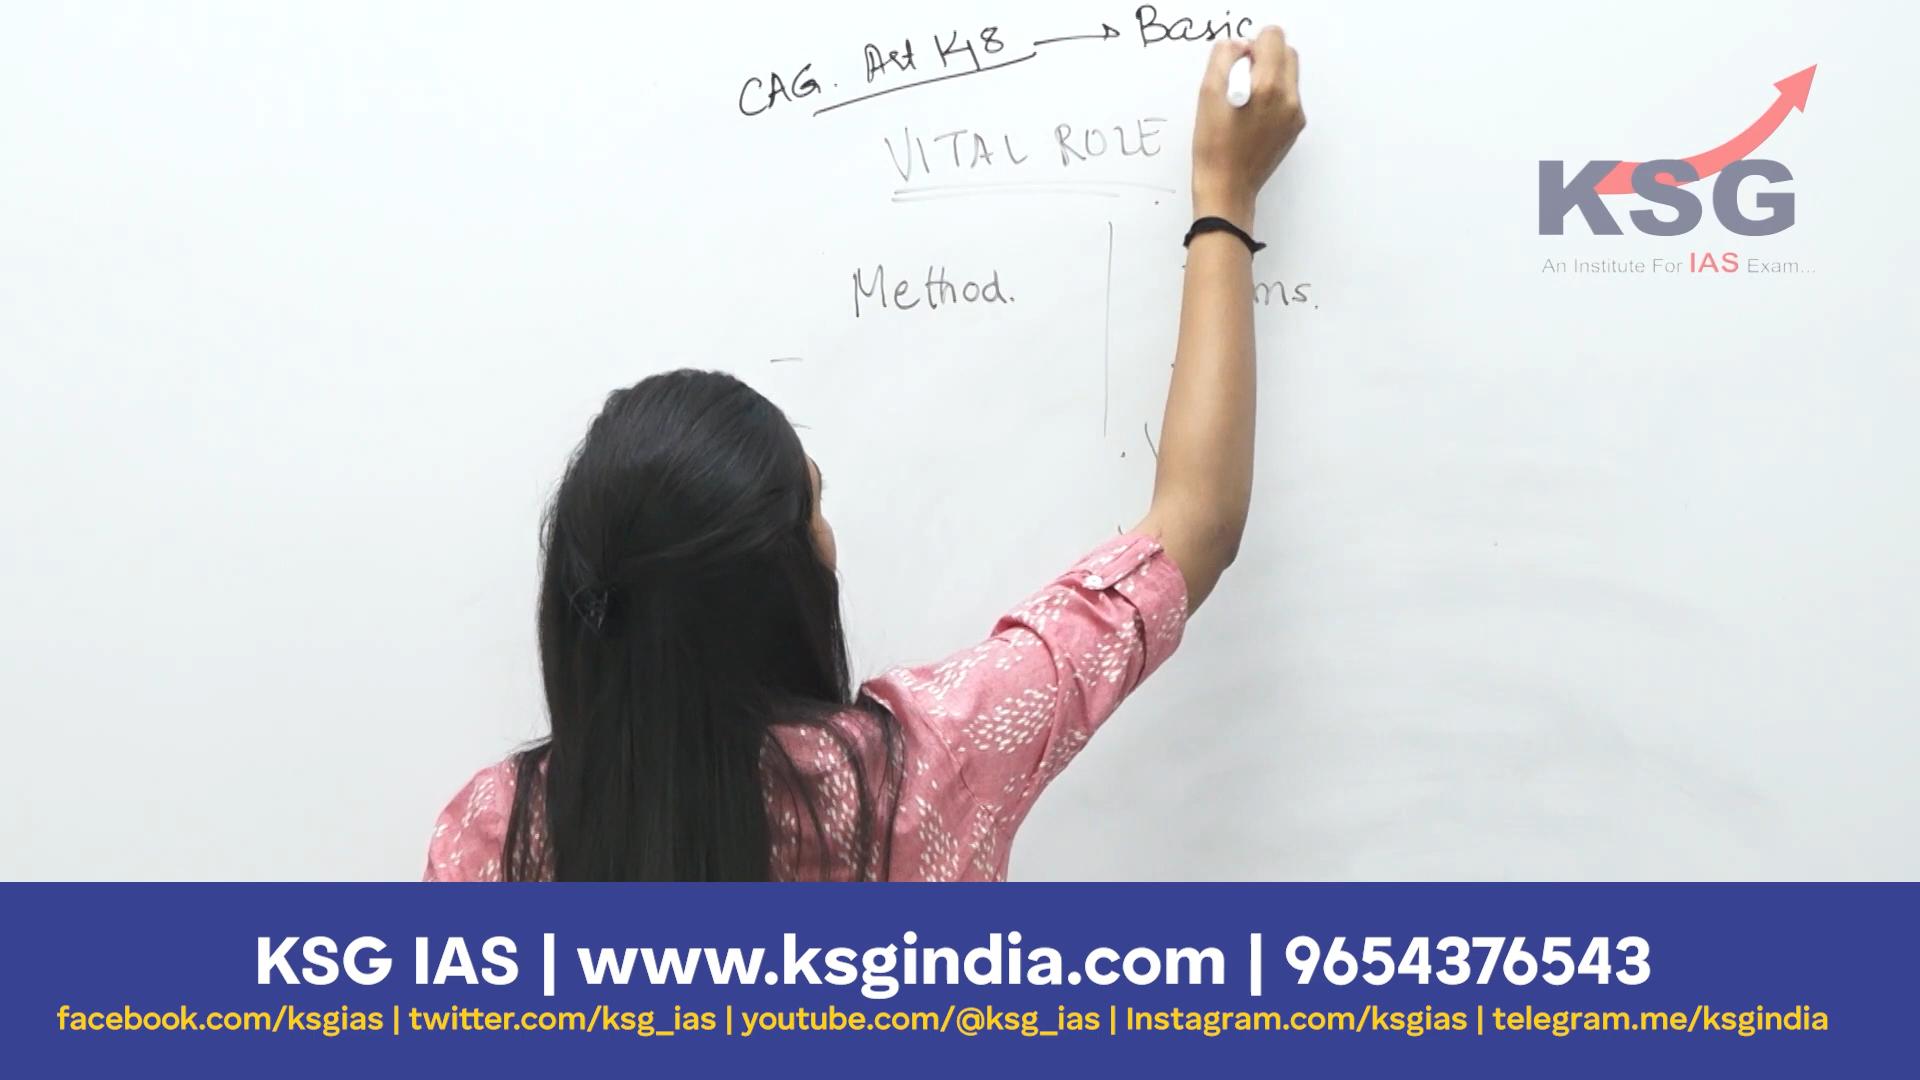 CAG. Art 148 → Basic
VITAL ROLE
Method.
KSG
An Institute For IAS Exam...
KSG IAS | www.ksgindia.com | 9654376543
facebook.com/ksgias | twitter.com/ksg_ias | youtube.com/@ksg_ias | Instagram.com/ksgias | telegram.me/ksgindia